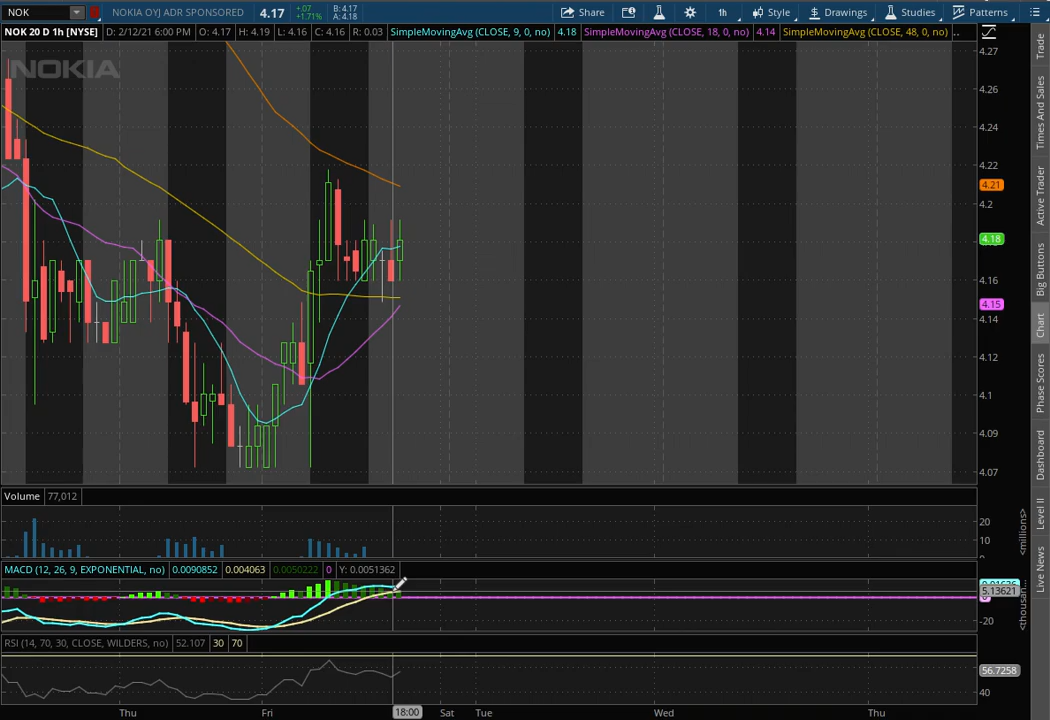 NOK NOKIA OYJ ADR SPONSORED 4.17 +.07 +1.71% B: 4.17 A: 4.18 Share 1h Style Drawings Studies Patterns
NOK 20 D 1h [NYSE] D: 2/12/21 6:00 PM O: 4.17 H: 4.19 L: 4.16 C: 4.16 R: 0.03 SimpleMovingAvg (CLOSE, 9, 0, no) 4.18 SimpleMovingAvg (CLOSE, 18, 0, no) 4.14 SimpleMovingAvg (CLOSE, 48, 0, no) ..
NOKIA
4.27
4.26
4.24
4.22
4.21
4.2
4.18
4.16
4.15
4.14
4.12
4.1
4.09
4.07
Volume 77,012
20
10
<millions>
MACD (12, 26, 9, EXPONENTIAL, no) 0.0090852 0.004063 0.0050222 0 Y: 0.0051362
5.13621
-20
<thousan...
RSI (14, 70, 30, CLOSE, WILDERS, no) 52.107 30 70
56.7258
40
Thu Fri 18:00 Sat Tue Wed Thu
Trade
Times And Sales
Active Trader
Big Buttons
Chart
Phase Scores
Dashboard
Level II
Live News